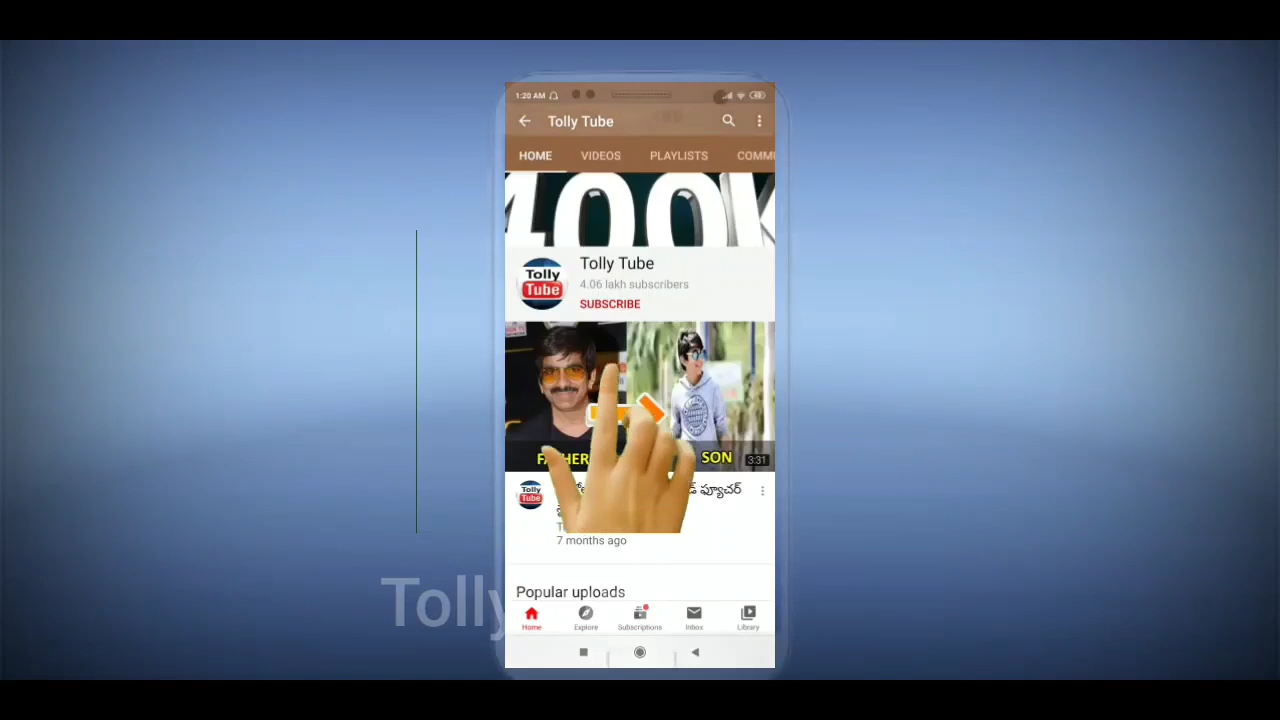 1:20 AM
Tolly Tube
HOME VIDEOS PLAYLISTS COMM
400K
Tolly
Tube
Tolly Tube
4.06 lakh subscribers
SUBSCRIBE
SON
3:31
Tolly
Tube
ఫ్యూచర్
7 months ago
Popular uploads
Home Explore Subscriptions Inbox Library
Tolly